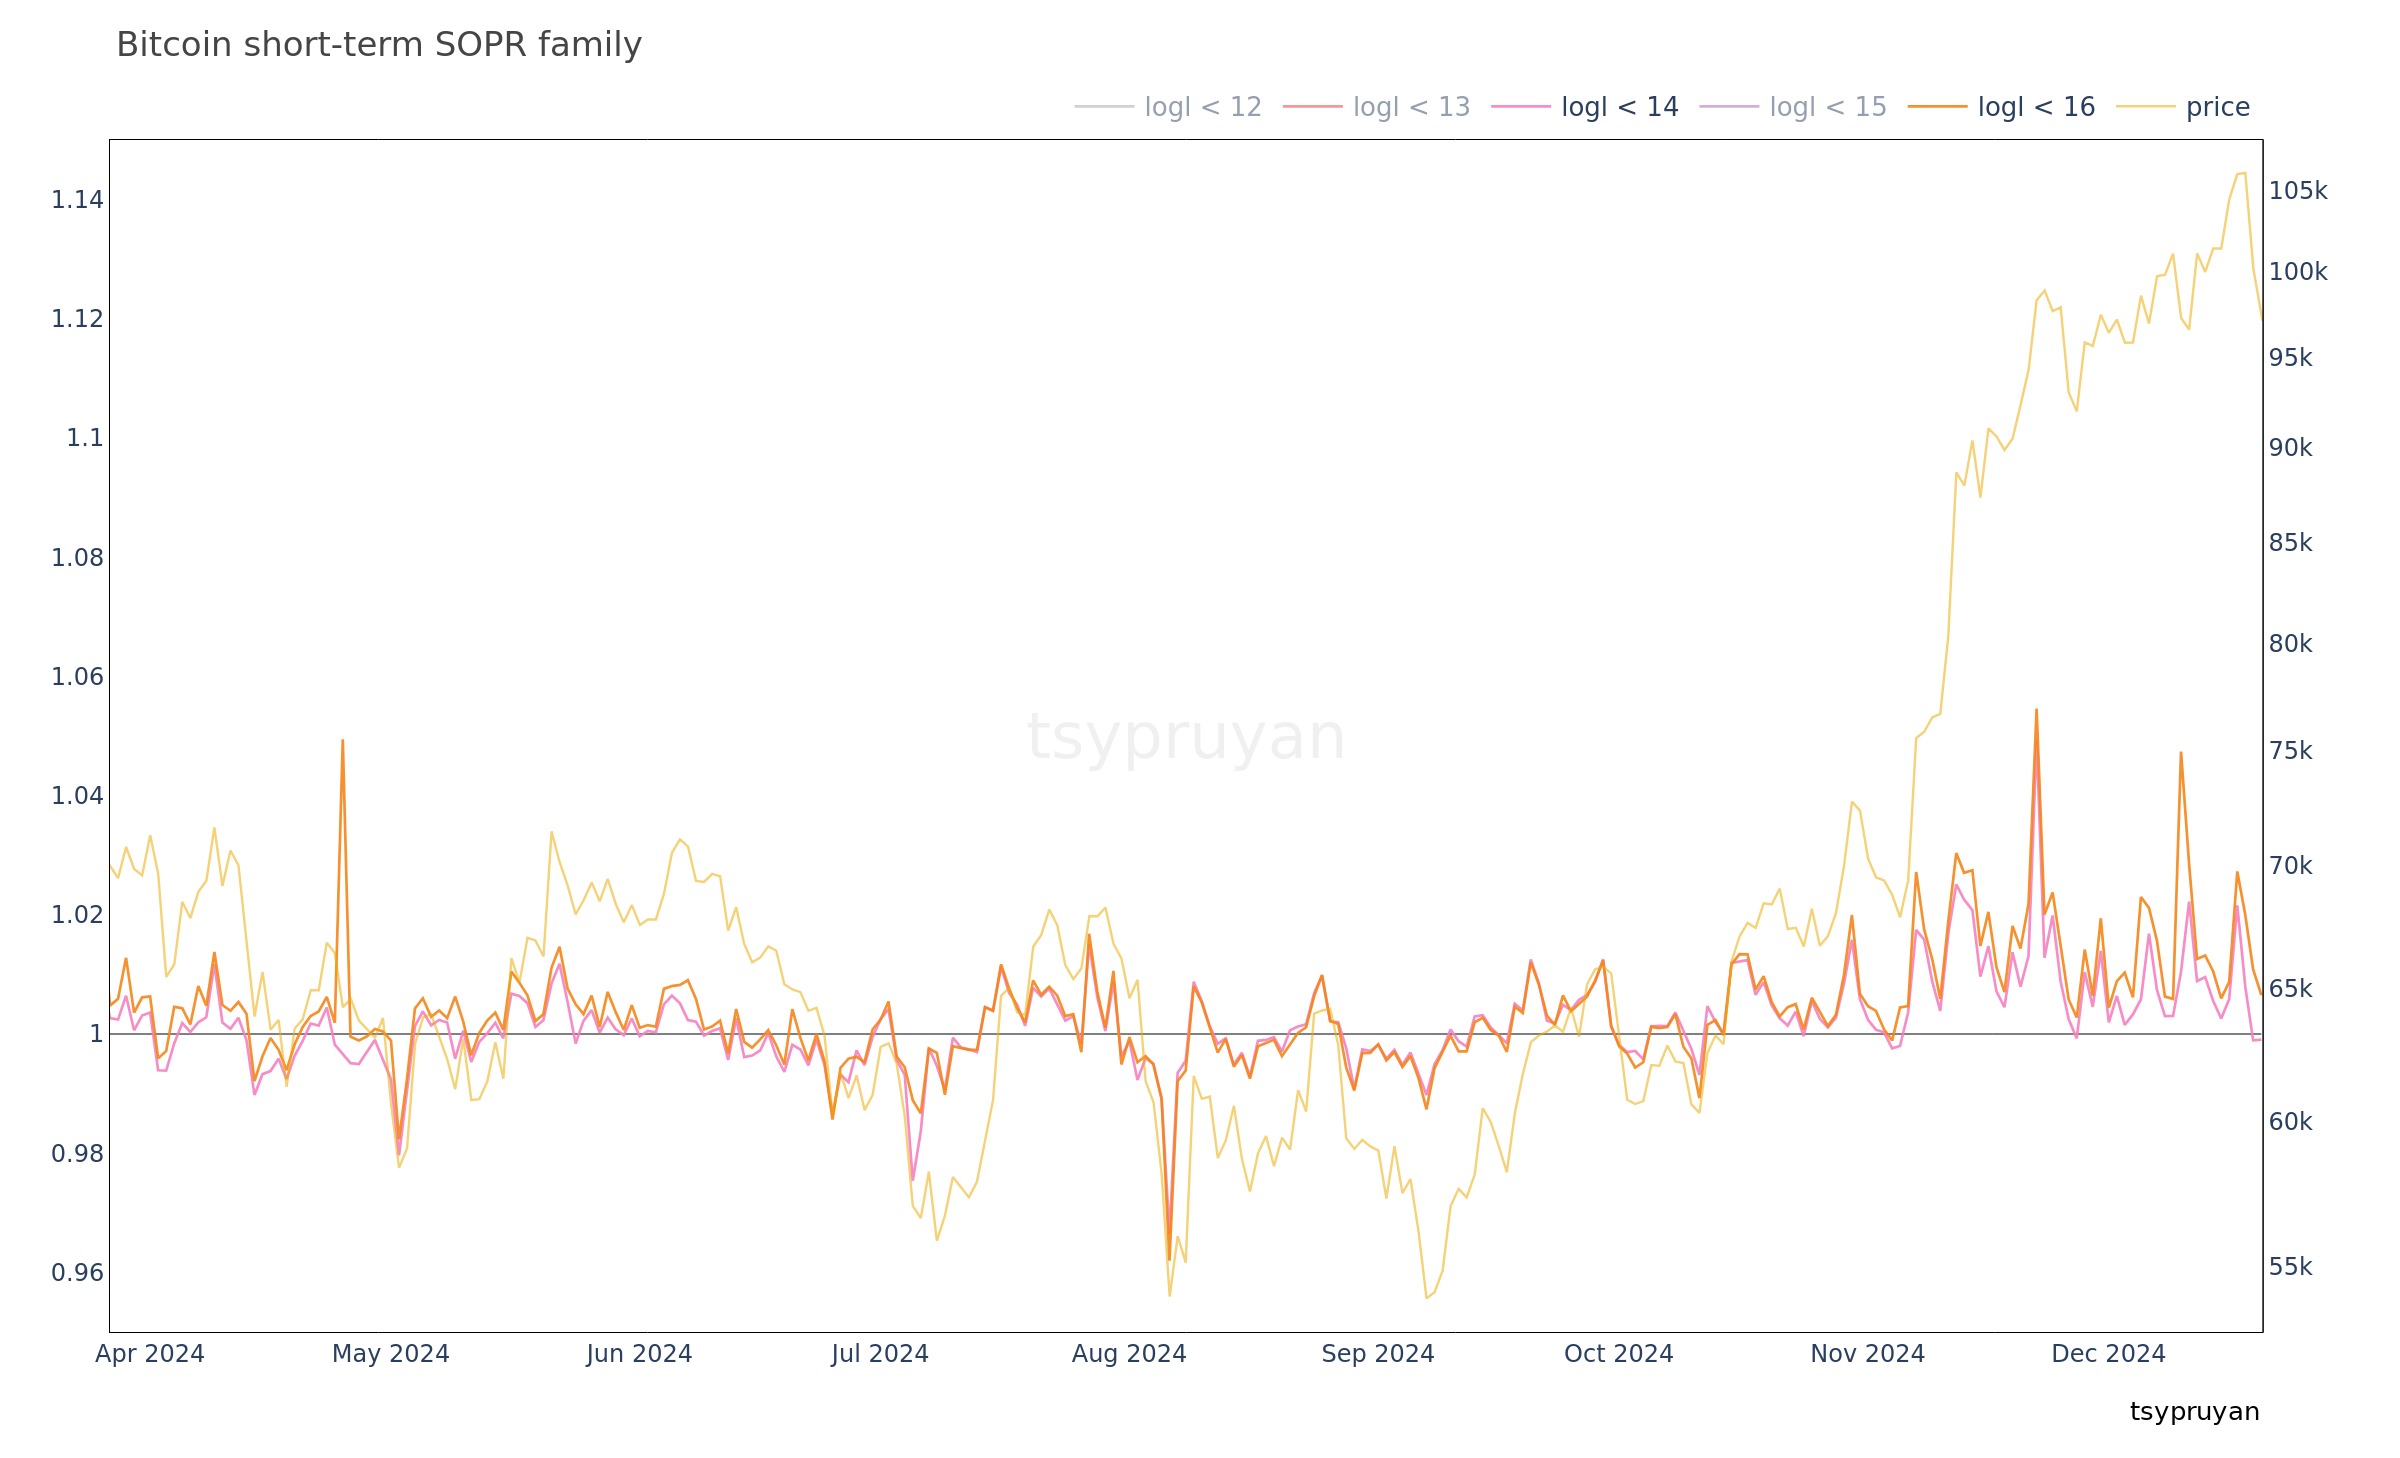 Bitcoin short-term SOPR family
logl < 12 logl < 13 logl < 14 logl < 15 logl < 16 price
1.14
1.12
1.1
1.08
1.06
1.04
1.02
1
0.98
0.96
105k
100k
95k
90k
85k
80k
75k
70k
65k
60k
55k
tsypruyan
Apr 2024 May 2024 Jun 2024 Jul 2024 Aug 2024 Sep 2024 Oct 2024 Nov 2024 Dec 2024
tsypruyan